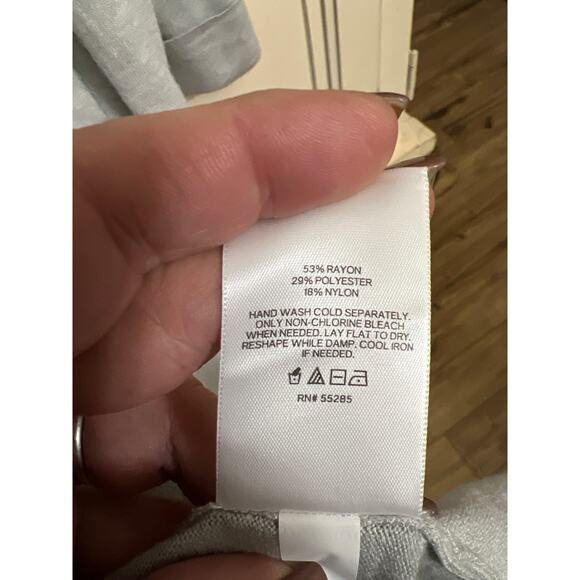 53% RAYON
29% POLYESTER
18% NYLON
HAND WASH COLD SEPARATELY.
ONLY NON-CHLORINE BLEACH
WHEN NEEDED. LAY FLAT TO DRY.
RESHAPE WHILE DAMP. COOL IRON
IF NEEDED.
RN# 55285